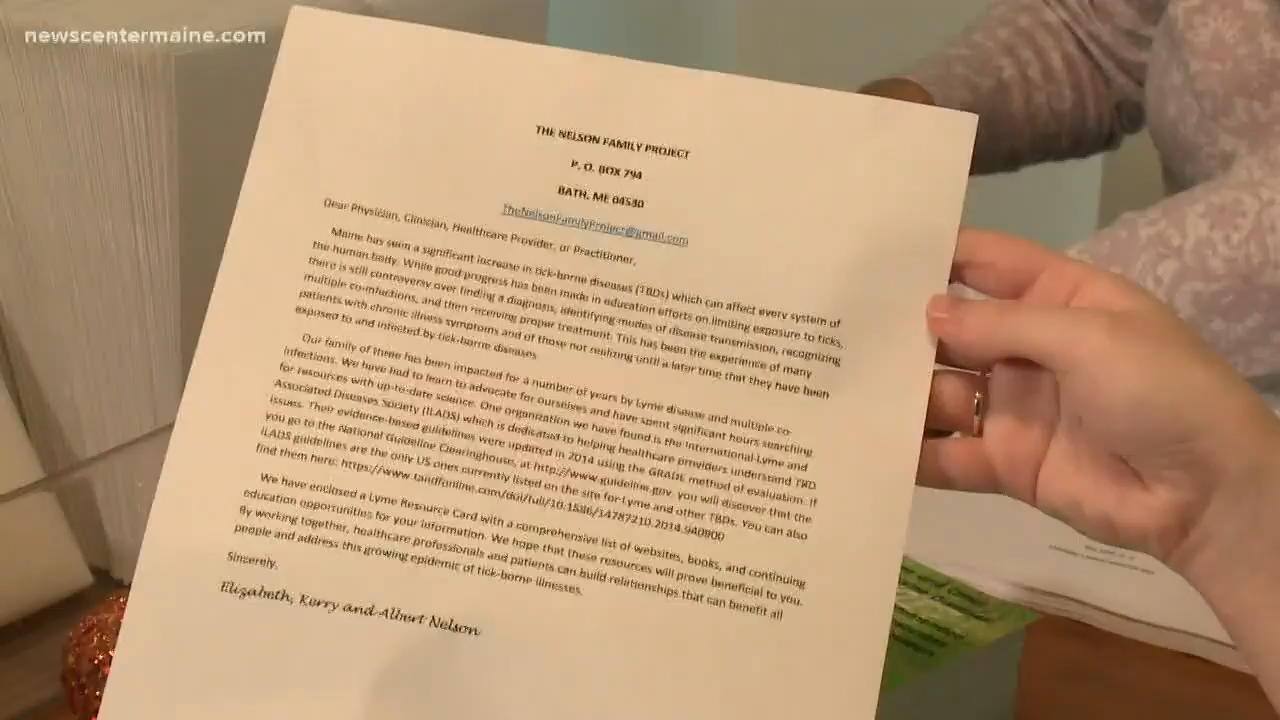 newscentermaine.com
THE NELSON FAMILY PROJECT
P. O. BOX 794
BATH, ME 04530
TheNelsonFamilyProject@gmail.com
Dear Physician, Clinician, Healthcare Provider, or Practitioner,
Maine has seen a significant increase in tick-borne diseases (TBDs) which can affect every system of
the human body. While good progress has been made in education efforts on limiting exposure to ticks,
there is still controversy over finding a diagnosis, identifying modes of disease transmission, recognizing
multiple co-infections, and then receiving proper treatment. This has been the experience of many
patients with chronic illness symptoms and of those not realizing until a later time that they have been
exposed to and infected by tick-borne diseases.
Our family of three has been impacted for a number of years by Lyme disease and multiple co-
infections. We have had to learn to advocate for ourselves and have spent significant hours searching
for resources with up-to-date science. One organization we have found is the International Lyme and
Associated Diseases Society (ILADS) which is dedicated to helping healthcare providers understand TBD
issues. Their evidence-based guidelines were updated in 2014 using the GRADE method of evaluation. If
you go to the National Guideline Clearinghouse, at http://www.guideline.gov, you will discover that the
ILADS guidelines are the only US ones currently listed on the site for Lyme and other TBDs. You can also
find them here: https://www.tandfonline.com/doi/full/10.1586/14787210.2014.940900
We have enclosed a Lyme Resource Card with a comprehensive list of websites, books, and continuing
education opportunities for your information. We hope that these resources will prove beneficial to you.
By working together, healthcare professionals and patients can build relationships that can benefit all
people and address this growing epidemic of tick-borne illnesses.
Sincerely,
Elizabeth, Kerry and Albert Nelson